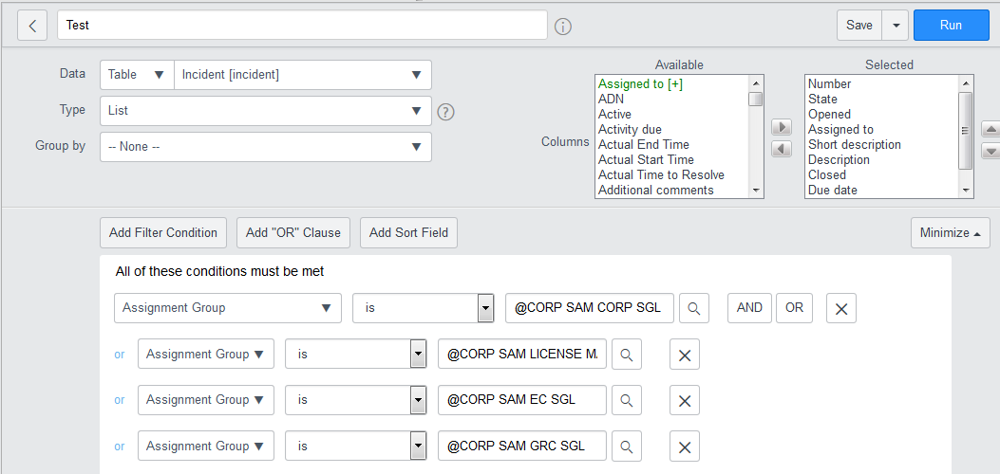 Test
Save
Run
Data
Table
Incident [incident]
Type
List
Group by
-- None --
Columns
Available
Assigned to [+]
ADN
Active
Activity due
Actual End Time
Actual Start Time
Actual Time to Resolve
Additional comments
Selected
Number
State
Opened
Assigned to
Short description
Description
Closed
Due date
Add Filter Condition
Add "OR" Clause
Add Sort Field
Minimize
All of these conditions must be met
Assignment Group is @CORP SAM CORP SGL AND OR
or Assignment Group is @CORP SAM LICENSE
or Assignment Group is @CORP SAM EC SGL
or Assignment Group is @CORP SAM GRC SGL